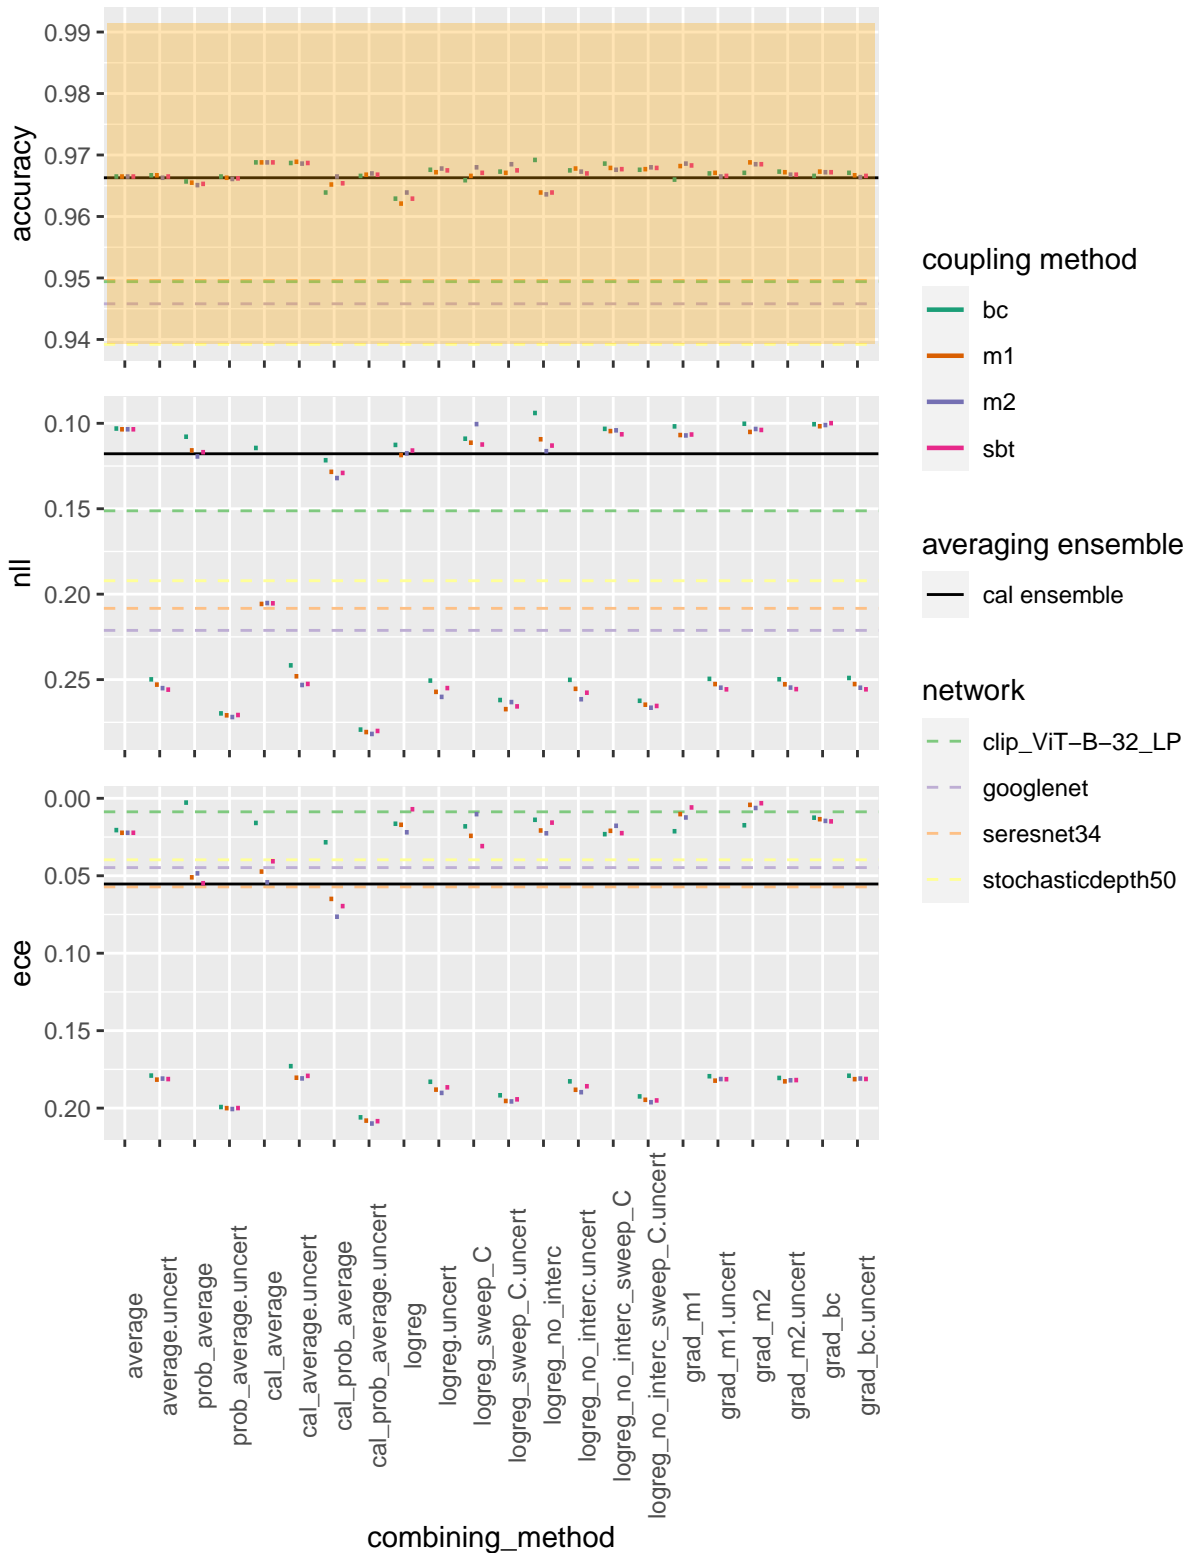 accuracy
0.99
0.98
0.97
0.96
0.95
0.94
nll
0.10
0.15
0.20
0.25
ece
0.00
0.05
0.10
0.15
0.20
average
average.uncert
prob_average
prob_average.uncert
cal_average
cal_average.uncert
cal_prob_average
cal_prob_average.uncert
logreg
logreg.uncert
logreg_sweep_C
logreg_sweep_C.uncert
logreg_no_interc
logreg_no_interc.uncert
logreg_no_interc_sweep_C
logreg_no_interc_sweep_C.uncert
grad_m1
grad_m1.uncert
grad_m2
grad_m2.uncert
grad_bc
grad_bc.uncert
combining_method
coupling method
bc
m1
m2
sbt
averaging ensemble
cal ensemble
network
clip_ViT−B−32_LP
googlenet
seresnet34
stochasticdepth50